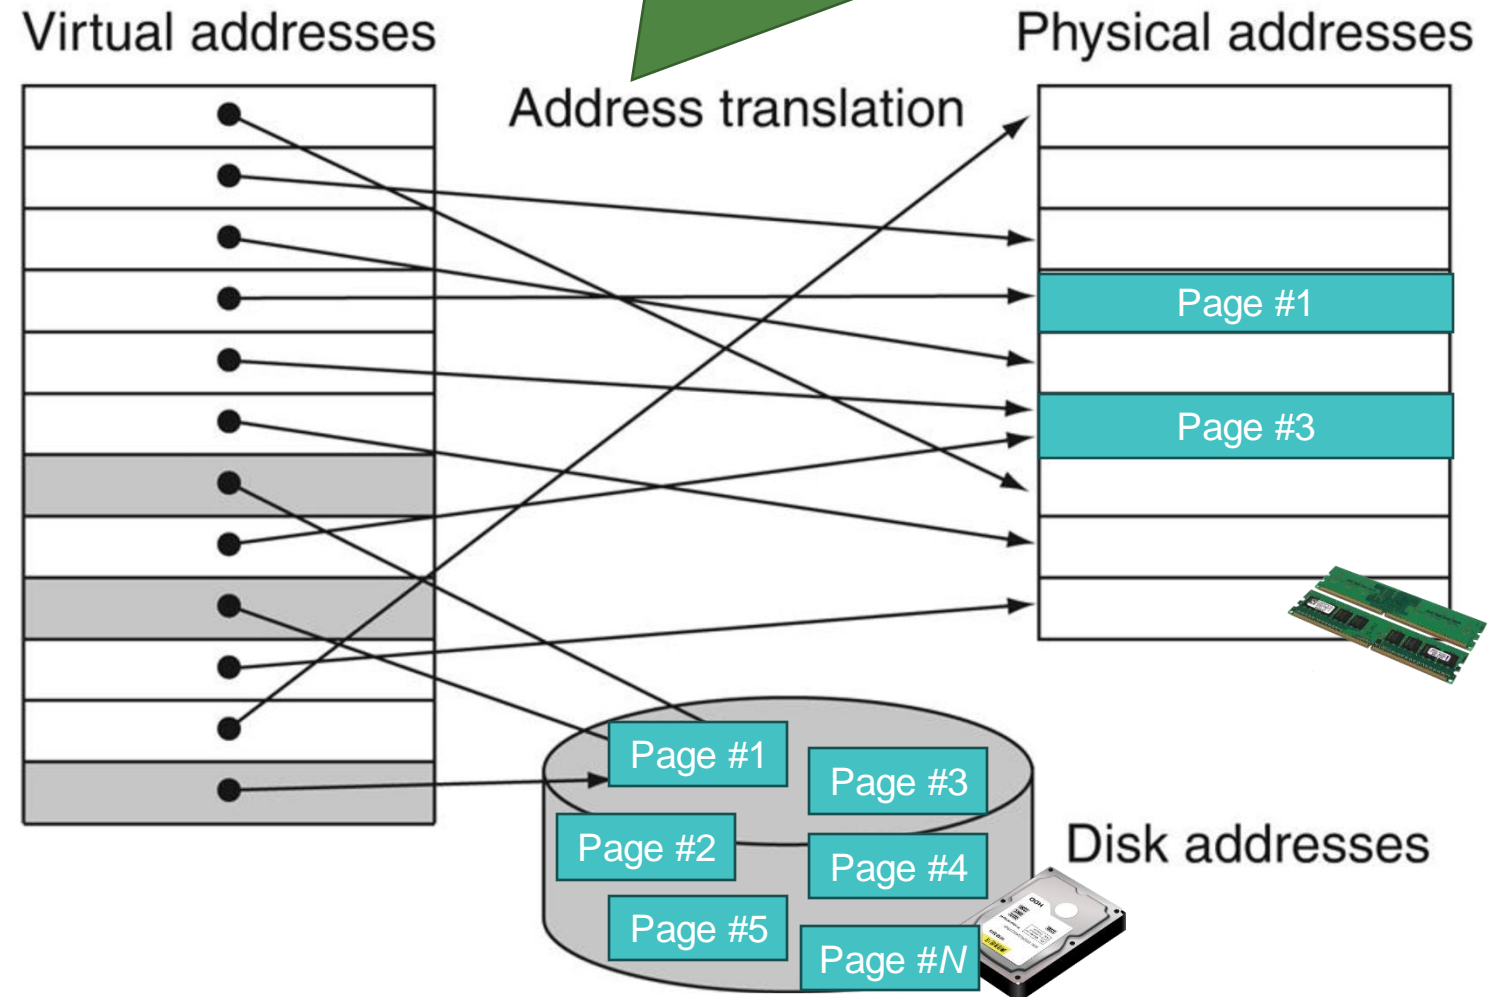 Virtual addresses
Physical addresses
Address translation
Page #1
Page #3
Page #1
Page #3
Page #2
Page #4
Page #5
Page #N
Disk addresses
HDD